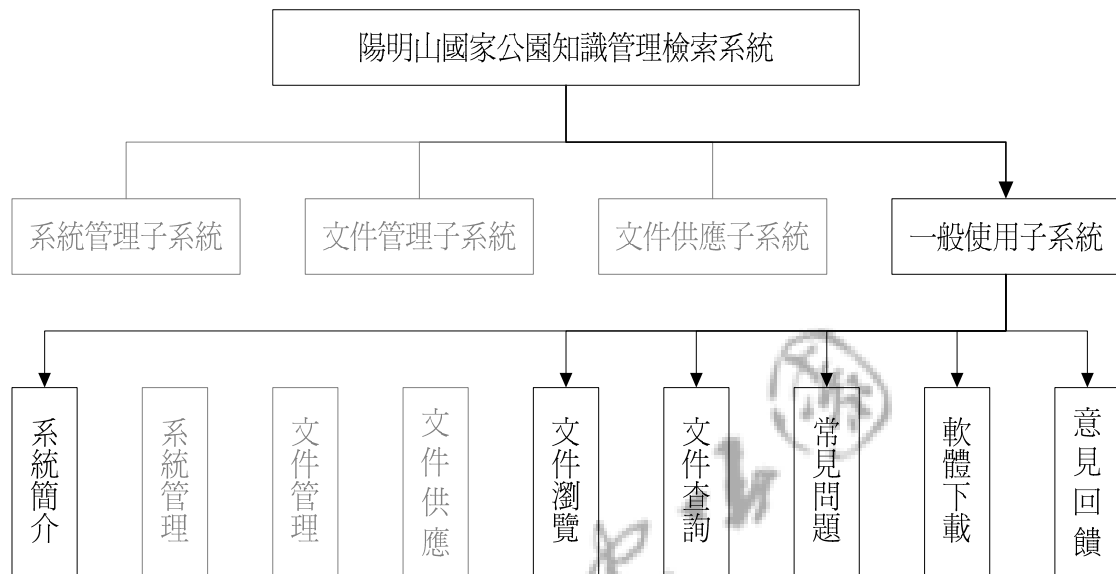 陽明山國家公園知識管理檢索系統
系統管理子系統
文件管理子系統
文件供應子系統
一般使用子系統
系統簡介
系統管理
文件管理
文件供應
文件瀏覽
文件查詢
常見問題
軟體下載
意見回饋